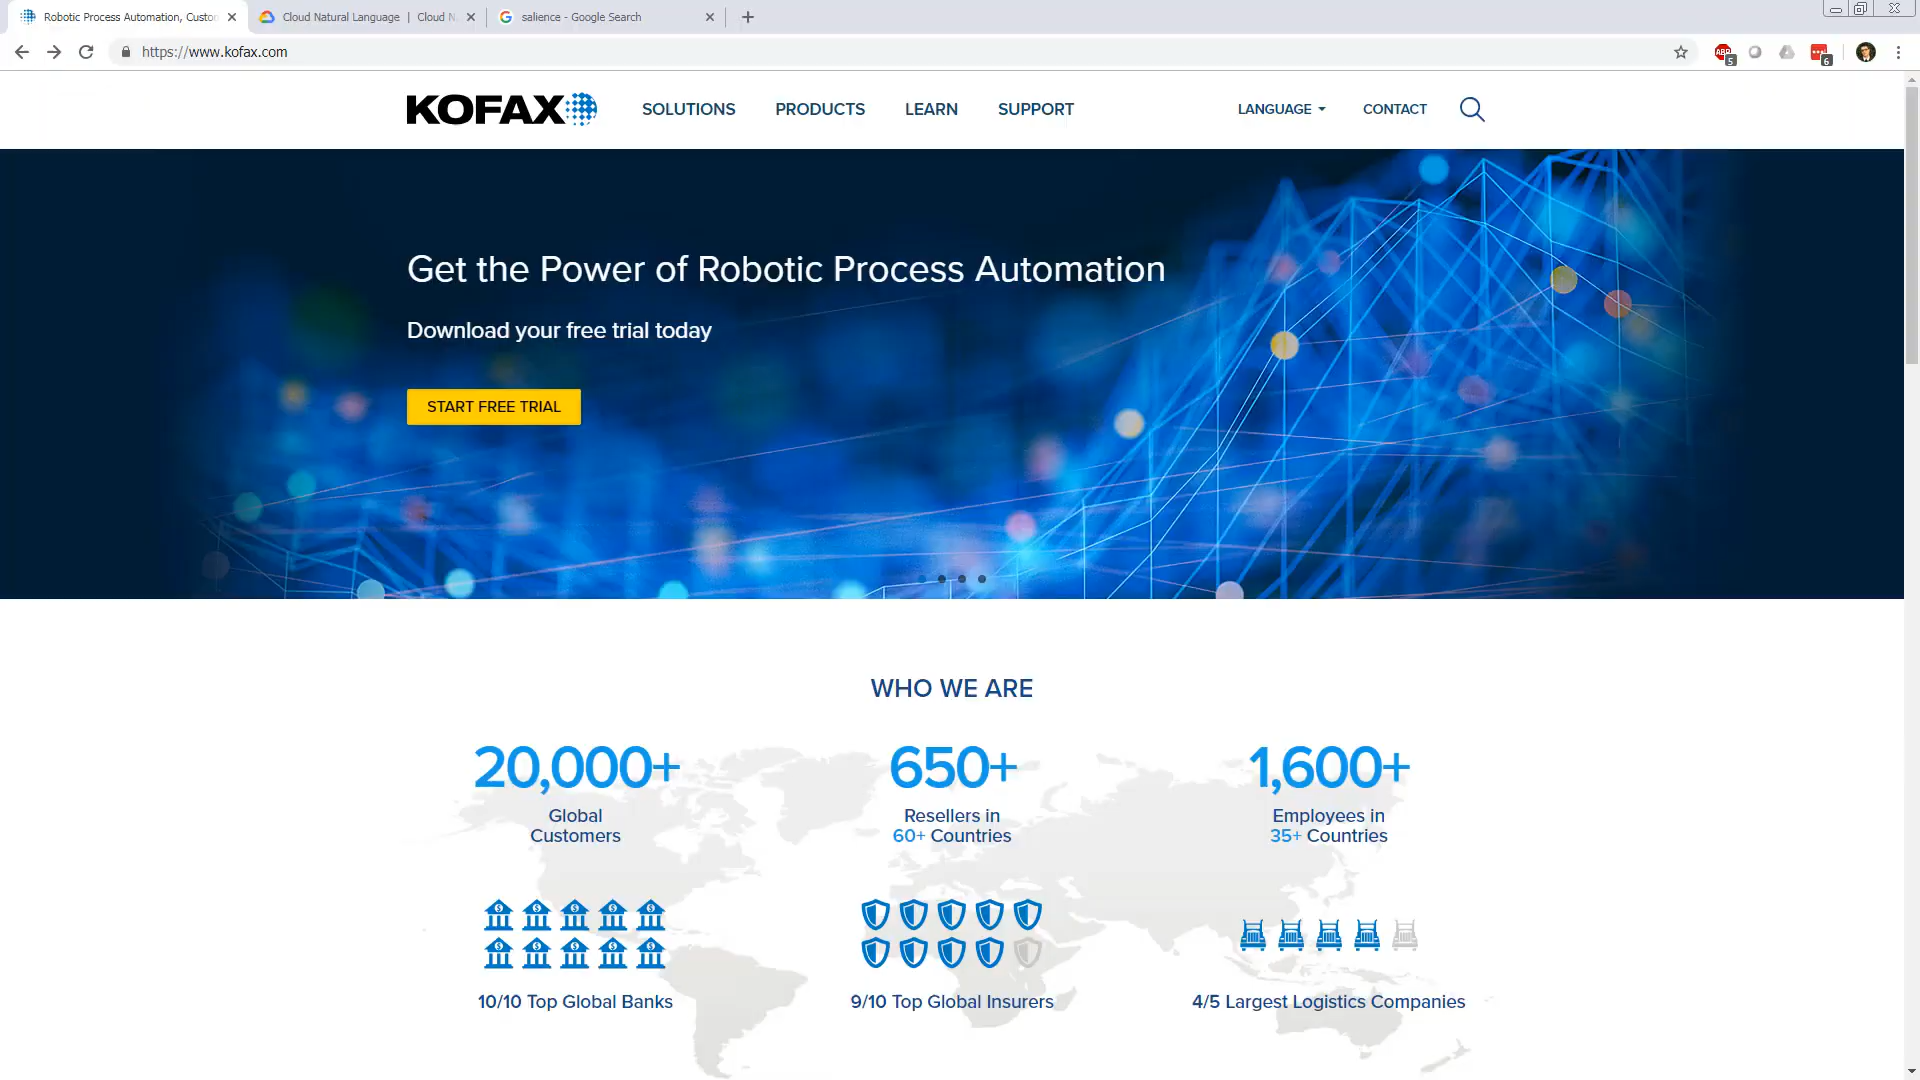 Robotic Process Automation, Custo
Cloud Natural Language | Cloud N
salience - Google Search
https://www.kofax.com
5
6
KOFAX
SOLUTIONS
PRODUCTS
LEARN
SUPPORT
LANGUAGE
CONTACT
Get the Power of Robotic Process Automation
Download your free trial today
START FREE TRIAL
WHO WE ARE
20,000+
Global
Customers
650+
Resellers in
60+ Countries
1,600+
Employees in
35+ Countries
10/10 Top Global Banks
9/10 Top Global Insurers
4/5 Largest Logistics Companies